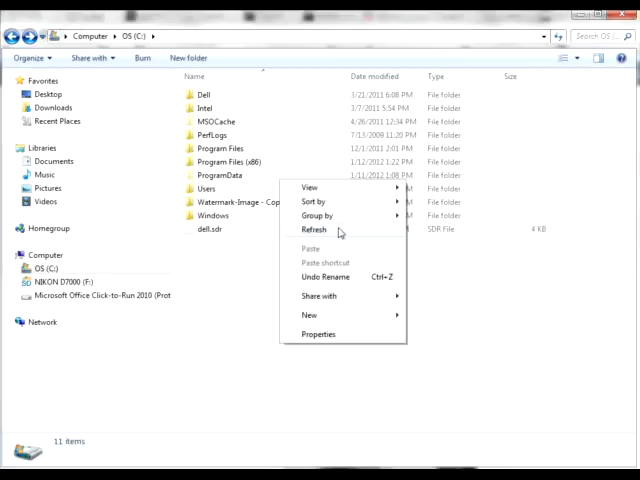 Computer ▸ OS (C:) ▸
Search OS (...
Organize Share with Burn New folder
Name Date modified Type Size
Favorites
Desktop
Downloads
Recent Places
Libraries
Documents
Music
Pictures
Videos
Homegroup
Computer
OS (C:)
NIKON D7000 (F:)
Microsoft Office Click-to-Run 2010 (Prot
Network
Dell 3/21/2011 6:08 PM File folder
Intel 3/7/2011 5:54 PM File folder
MSOCache 4/26/2011 12:34 PM File folder
PerfLogs 7/13/2009 11:20 PM File folder
Program Files 12/1/2011 2:01 PM File folder
Program Files (x86) 1/12/2012 1:22 PM File folder
ProgramData 1/11/2012 1:08 PM File folder
Users File folder
Watermark-Image - Cop File folder
Windows File folder
dell.sdr SDR File 4 KB
View
Sort by
Group by
Refresh
Paste
Paste shortcut
Undo Rename Ctrl+Z
Share with
New
Properties
11 items